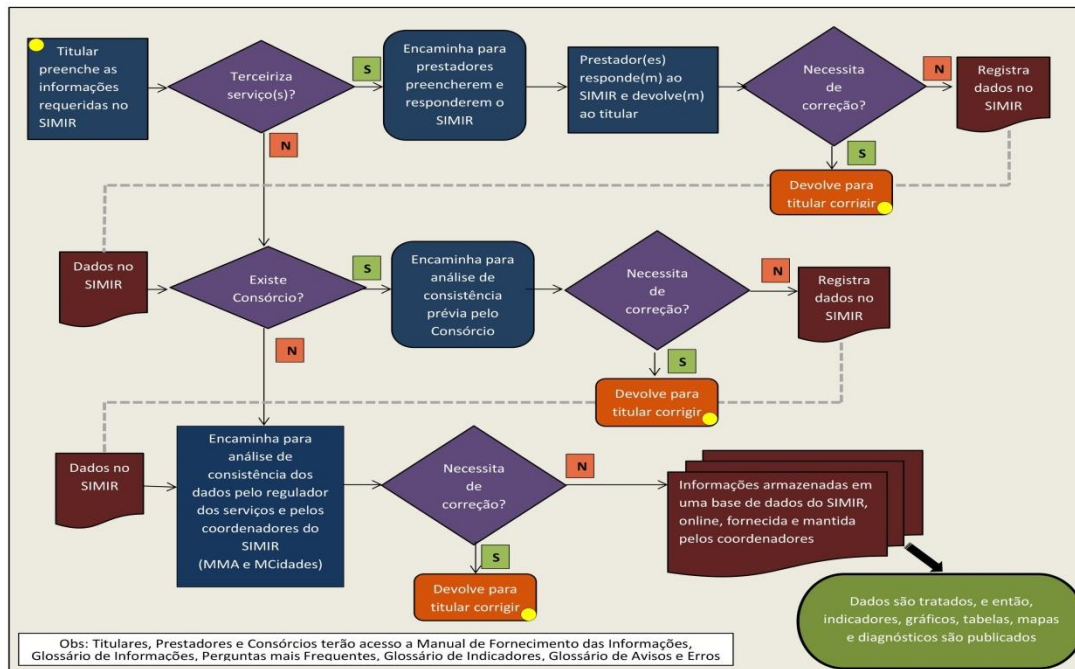 Titular
preenche as
informações
requeridas no
SIMIR
Terceiriza
serviço(s)?
S
Encaminha para
prestadores
preencherem e
responderem o
SIMIR
Prestador(es)
responde(m) ao
SIMIR e devolve(m)
ao titular
Necessita
de
correção?
N
Registra
dados no
SIMIR
N
S
Devolve para
titular corrigir
Dados no
SIMIR
Existe
Consórcio?
S
Encaminha para
análise de
consistência
prévia pelo
Consórcio
Necessita
de
correção?
N
Registra
dados no
SIMIR
N
S
Devolve para
titular corrigir
Dados no
SIMIR
Encaminha para
análise de
consistência dos
dados pelo regulador
dos serviços e pelos
coordenadores do
SIMIR
(MMA e MCidades)
Necessita
de
correção?
N
Informações armazenadas em
uma base de dados do SIMIR,
online, fornecida e mantida
pelos coordenadores
S
Devolve para
titular corrigir
Dados são tratados, e então,
indicadores, gráficos, tabelas, mapas
e diagnósticos são publicados
Obs: Titulares, Prestadores e Consórcios terão acesso a Manual de Fornecimento das Informações,
Glossário de Informações, Perguntas mais Frequentes, Glossário de Indicadores, Glossário de Avisos e Erros